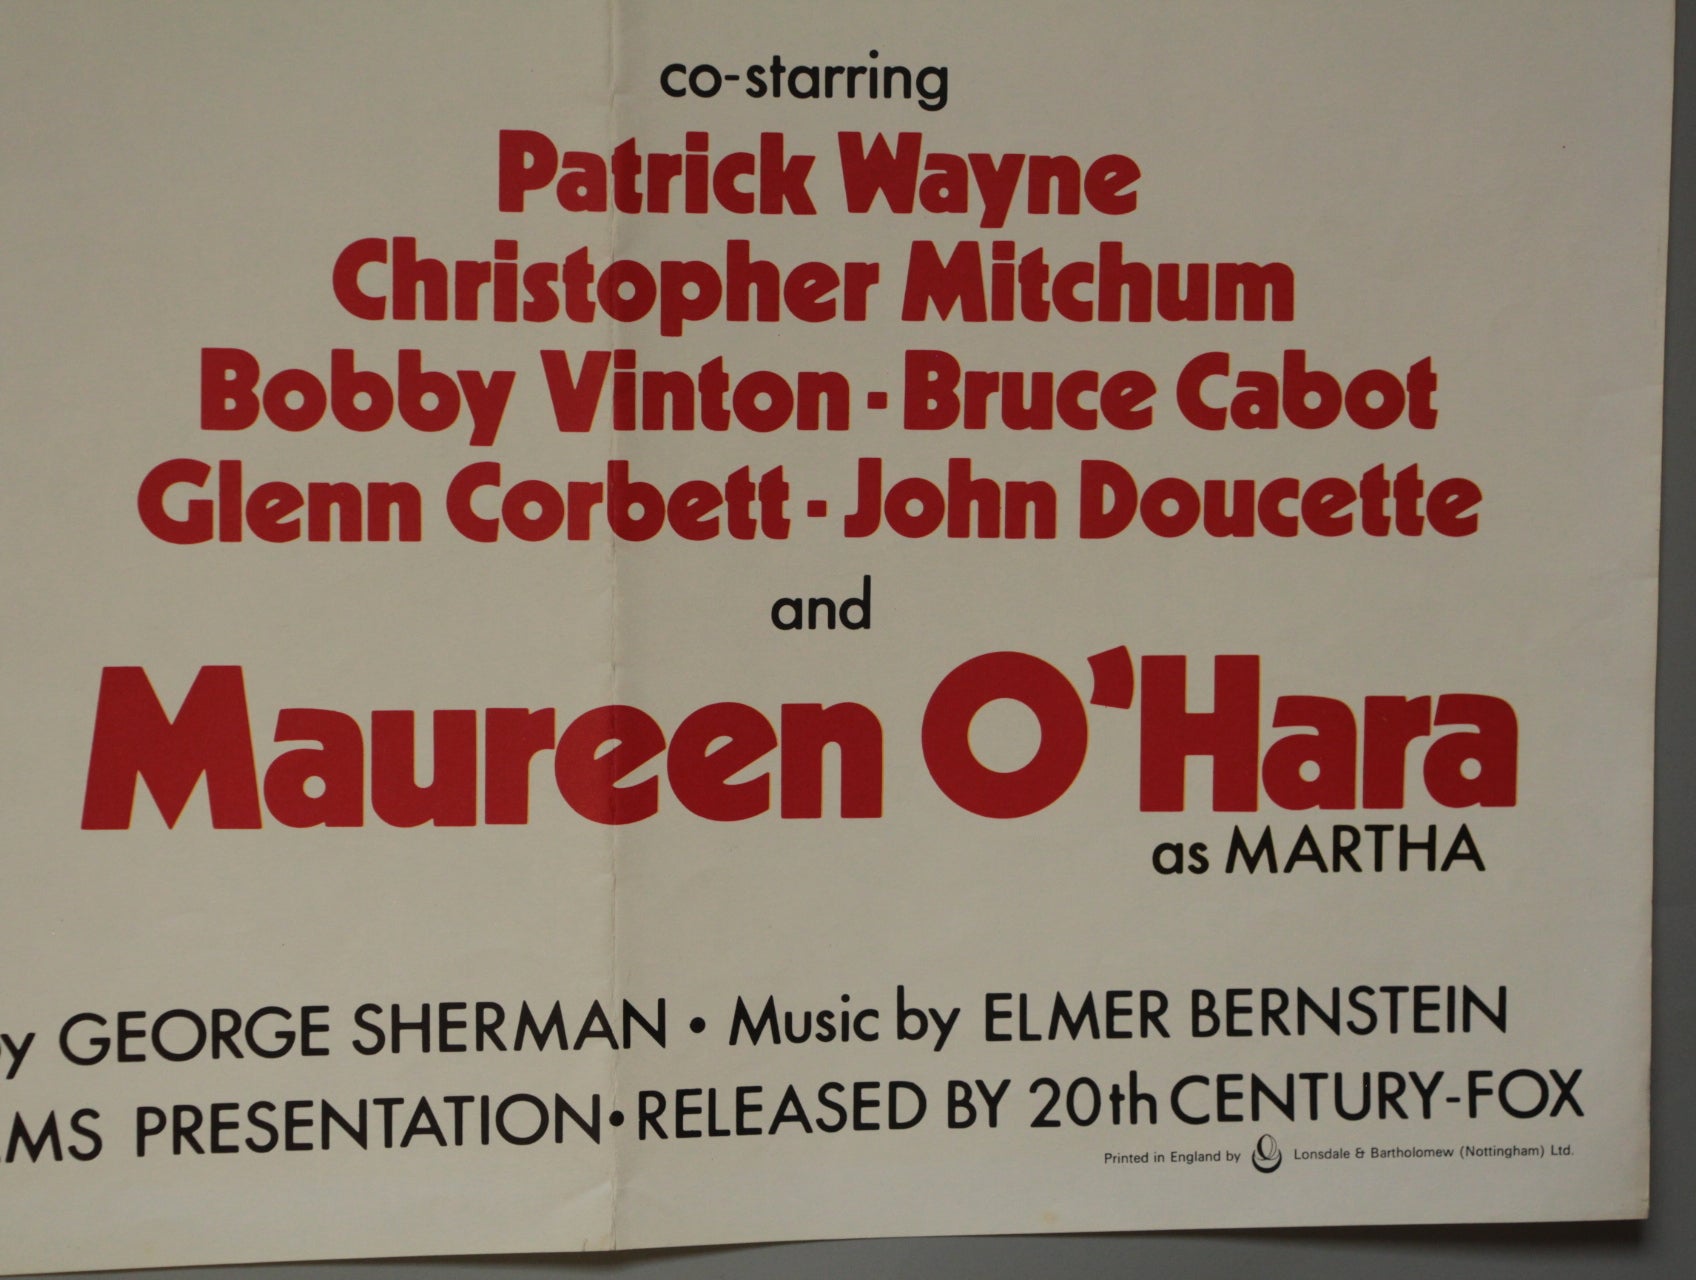 co-starring
Patrick Wayne
Christopher Mitchum
Bobby Vinton · Bruce Cabot
Glenn Corbett · John Doucette
and
Maureen O'Hara
as MARTHA
y GEORGE SHERMAN • Music by ELMER BERNSTEIN
MS PRESENTATION • RELEASED BY 20th CENTURY-FOX
Printed in England by Lonsdale & Bartholomew (Nottingham) Ltd.